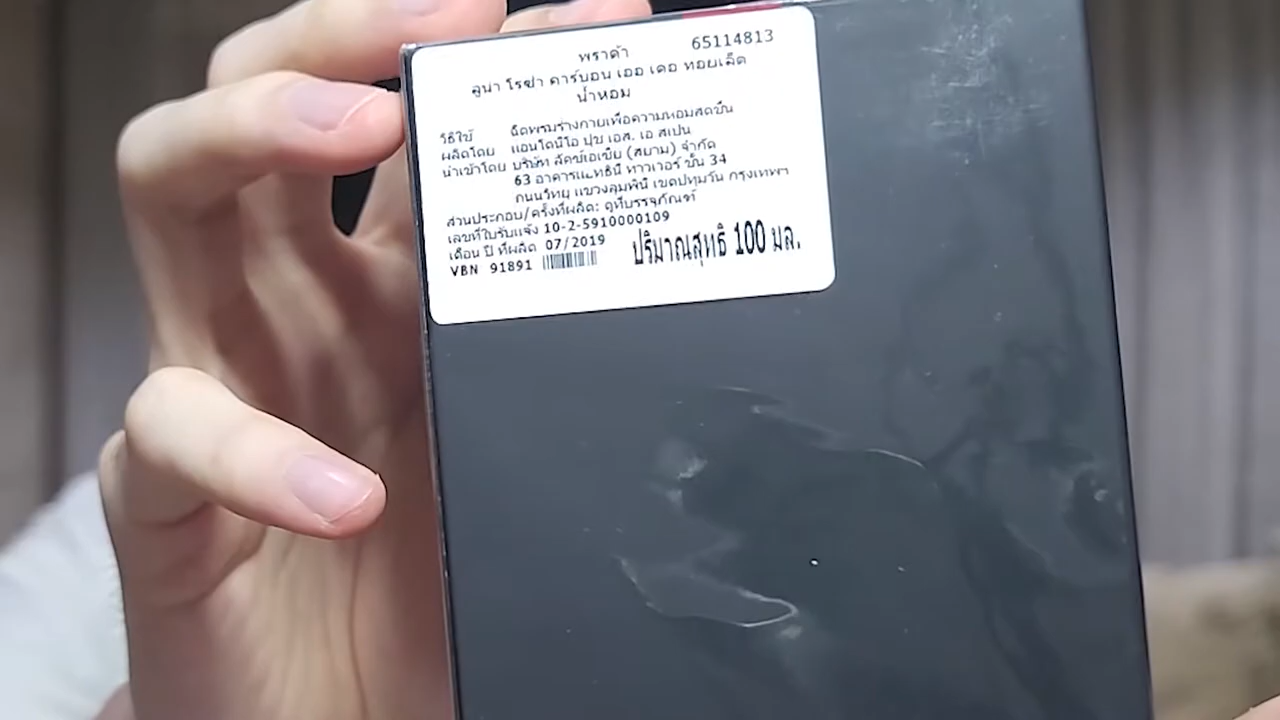 พราด้า 65114813
ลูน่า โรซ่า คาร์บอน เออ เดอ ทอยเล็ต
น้ำหอม
วิธีใช้ ฉีดพรมร่างกายเพื่อความหอมสดชื่น
ผลิตโดย แอนโตนิโอ ปุช เอส. เอ สเปน
นำเข้าโดย บริษัท ลัคซ์เอเชีย (สยาม) จำกัด
63 อาคารแอทธินี ทาวเวอร์ ชั้น 34
ถนนวิทยุ แขวงลุมพินี เขตปทุมวัน กรุงเทพฯ
ส่วนประกอบ/ครั้งที่ผลิต: ดูที่บรรจุภัณฑ์
เลขที่ใบรับแจ้ง 10-2-5910000109
เดือน ปี ที่ผลิต 07/2019 ปริมาณสุทธิ 100 มล.
VBN 91891